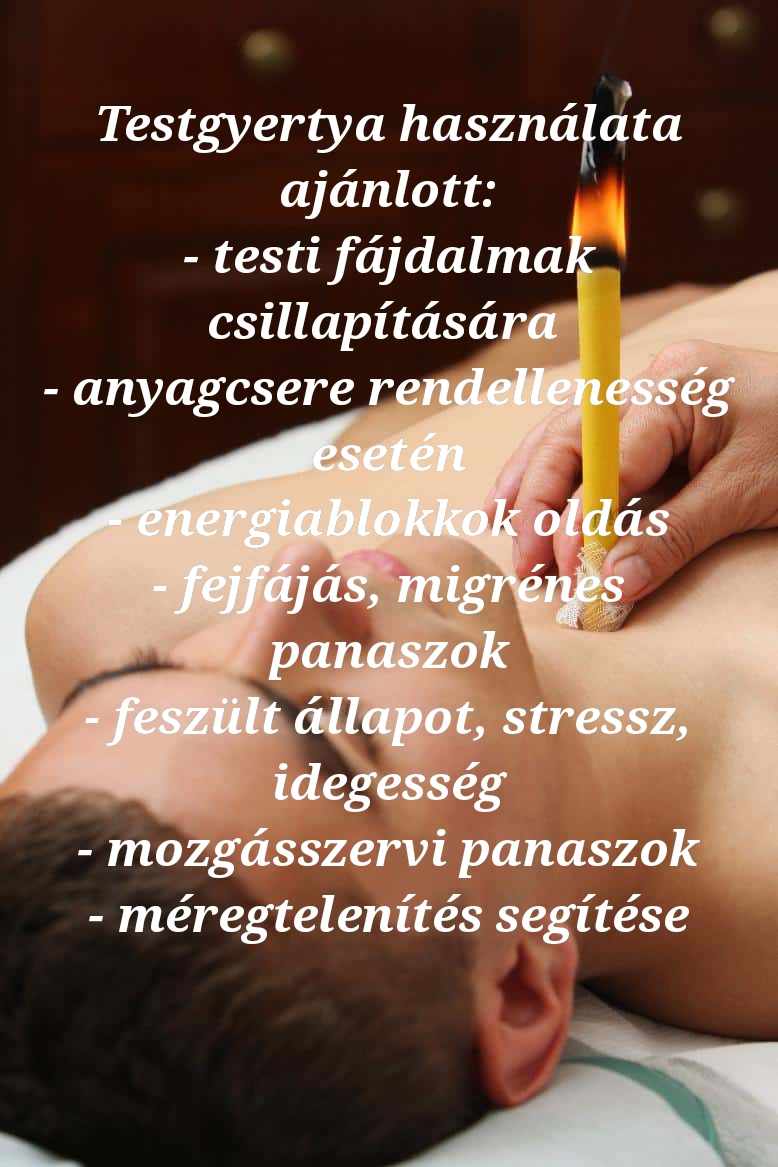 Testgyertya használata
ajánlott:
- testi fájdalmak
csillapítására
- anyagcsere rendellenesség
esetén
- energiablokkok oldás
- fejfájás, migrénes
panaszok
- feszült állapot, stressz,
idegesség
- mozgásszervi panaszok
- méregtelenítés segítése